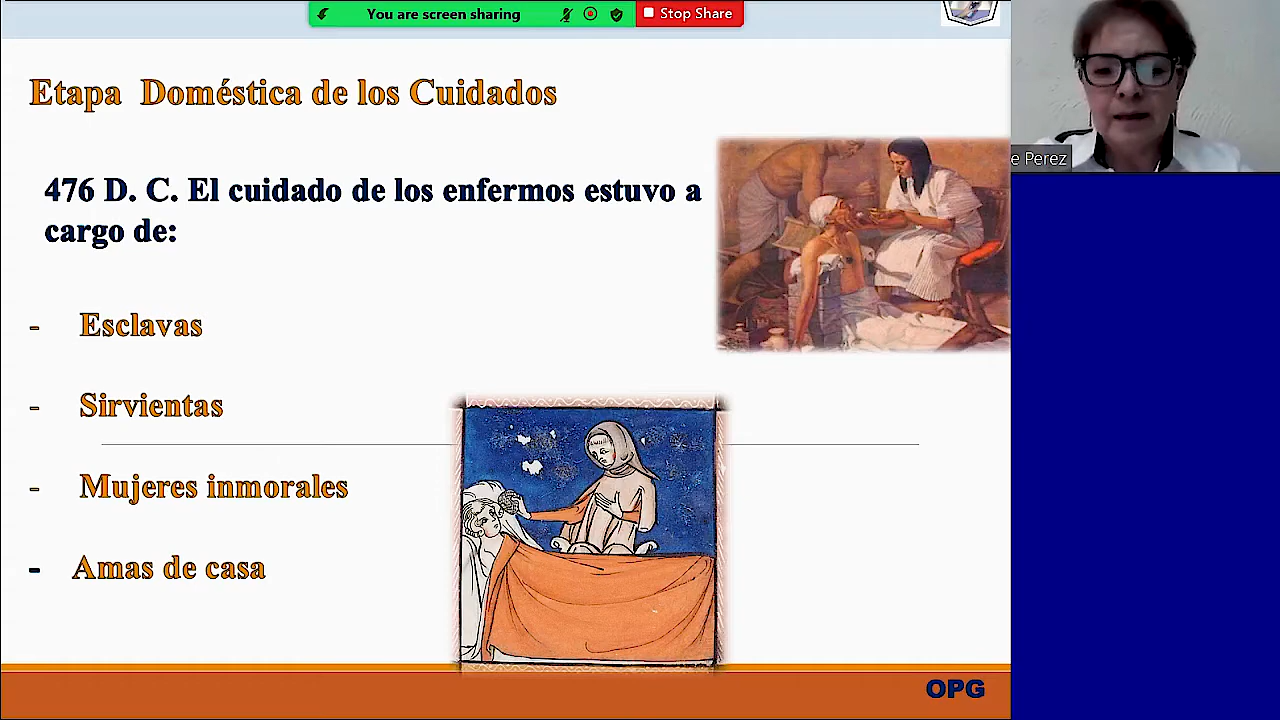 You are screen sharing
Stop Share
Etapa Doméstica de los Cuidados
476 D. C. El cuidado de los enfermos estuvo a
cargo de:
- Esclavas
- Sirvientas
- Mujeres inmorales
- Amas de casa
OPG
e Perez